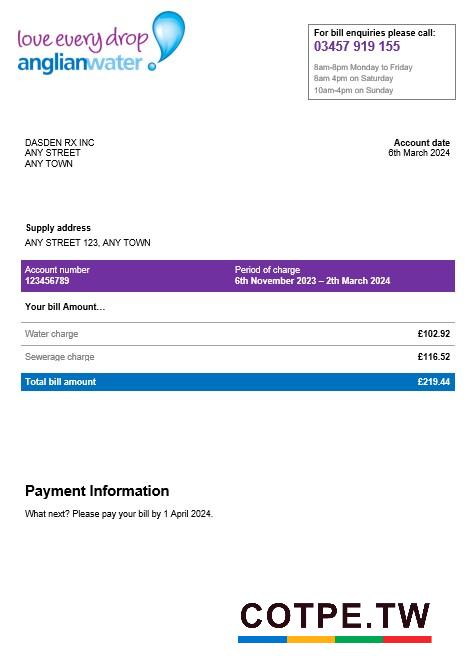 love every drop
anglianwater
For bill enquiries please call:
03457 919 155
8am-8pm Monday to Friday
8am 4pm on Saturday
10am-4pm on Sunday
DASDEN RX INC
ANY STREET
ANY TOWN
Account date
6th March 2024
Supply address
ANY STREET 123, ANY TOWN
Account number Period of charge
123456789 6th November 2023 – 2th March 2024
Your bill Amount...
Water charge £102.92
Sewerage charge £116.52
Total bill amount £219.44
Payment Information
What next? Please pay your bill by 1 April 2024.
COTPE.TW